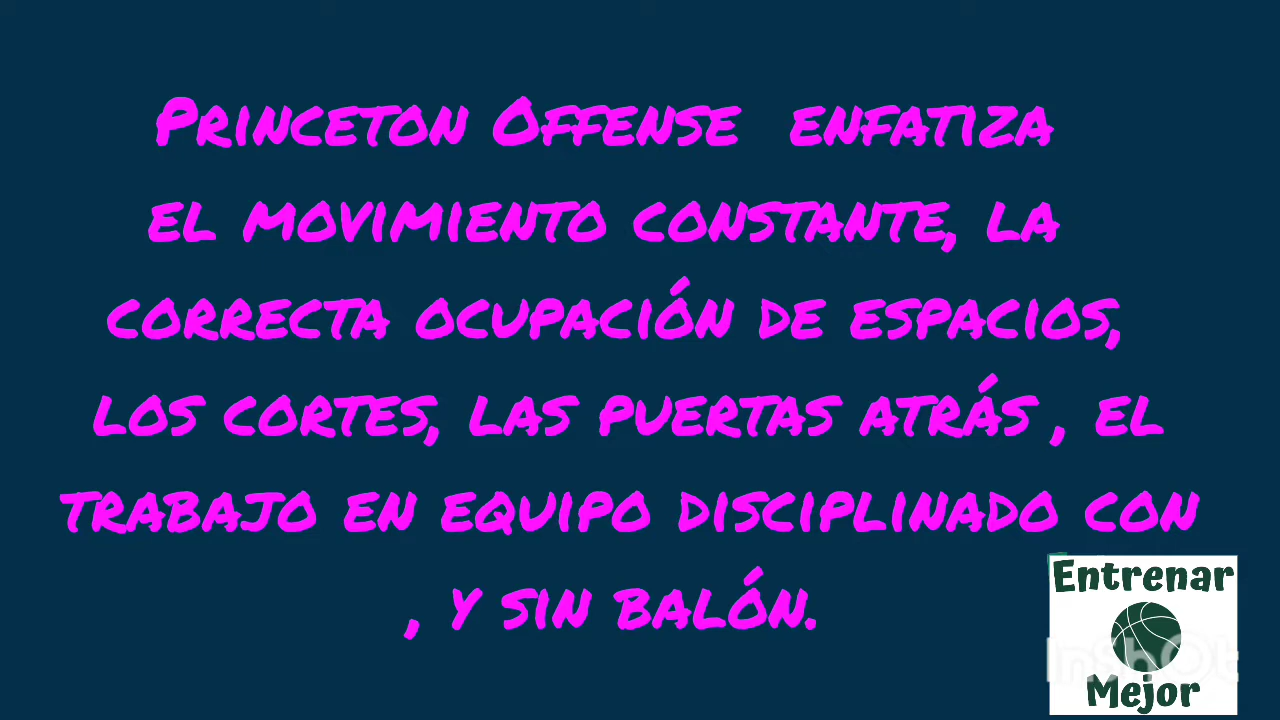 Princeton Offense enfatiza
el movimiento constante, la
correcta ocupación de espacios,
los cortes, las puertas atrás , el
trabajo en equipo disciplinado con
, y sin balón.
Entrenar
InShOt
Mejor